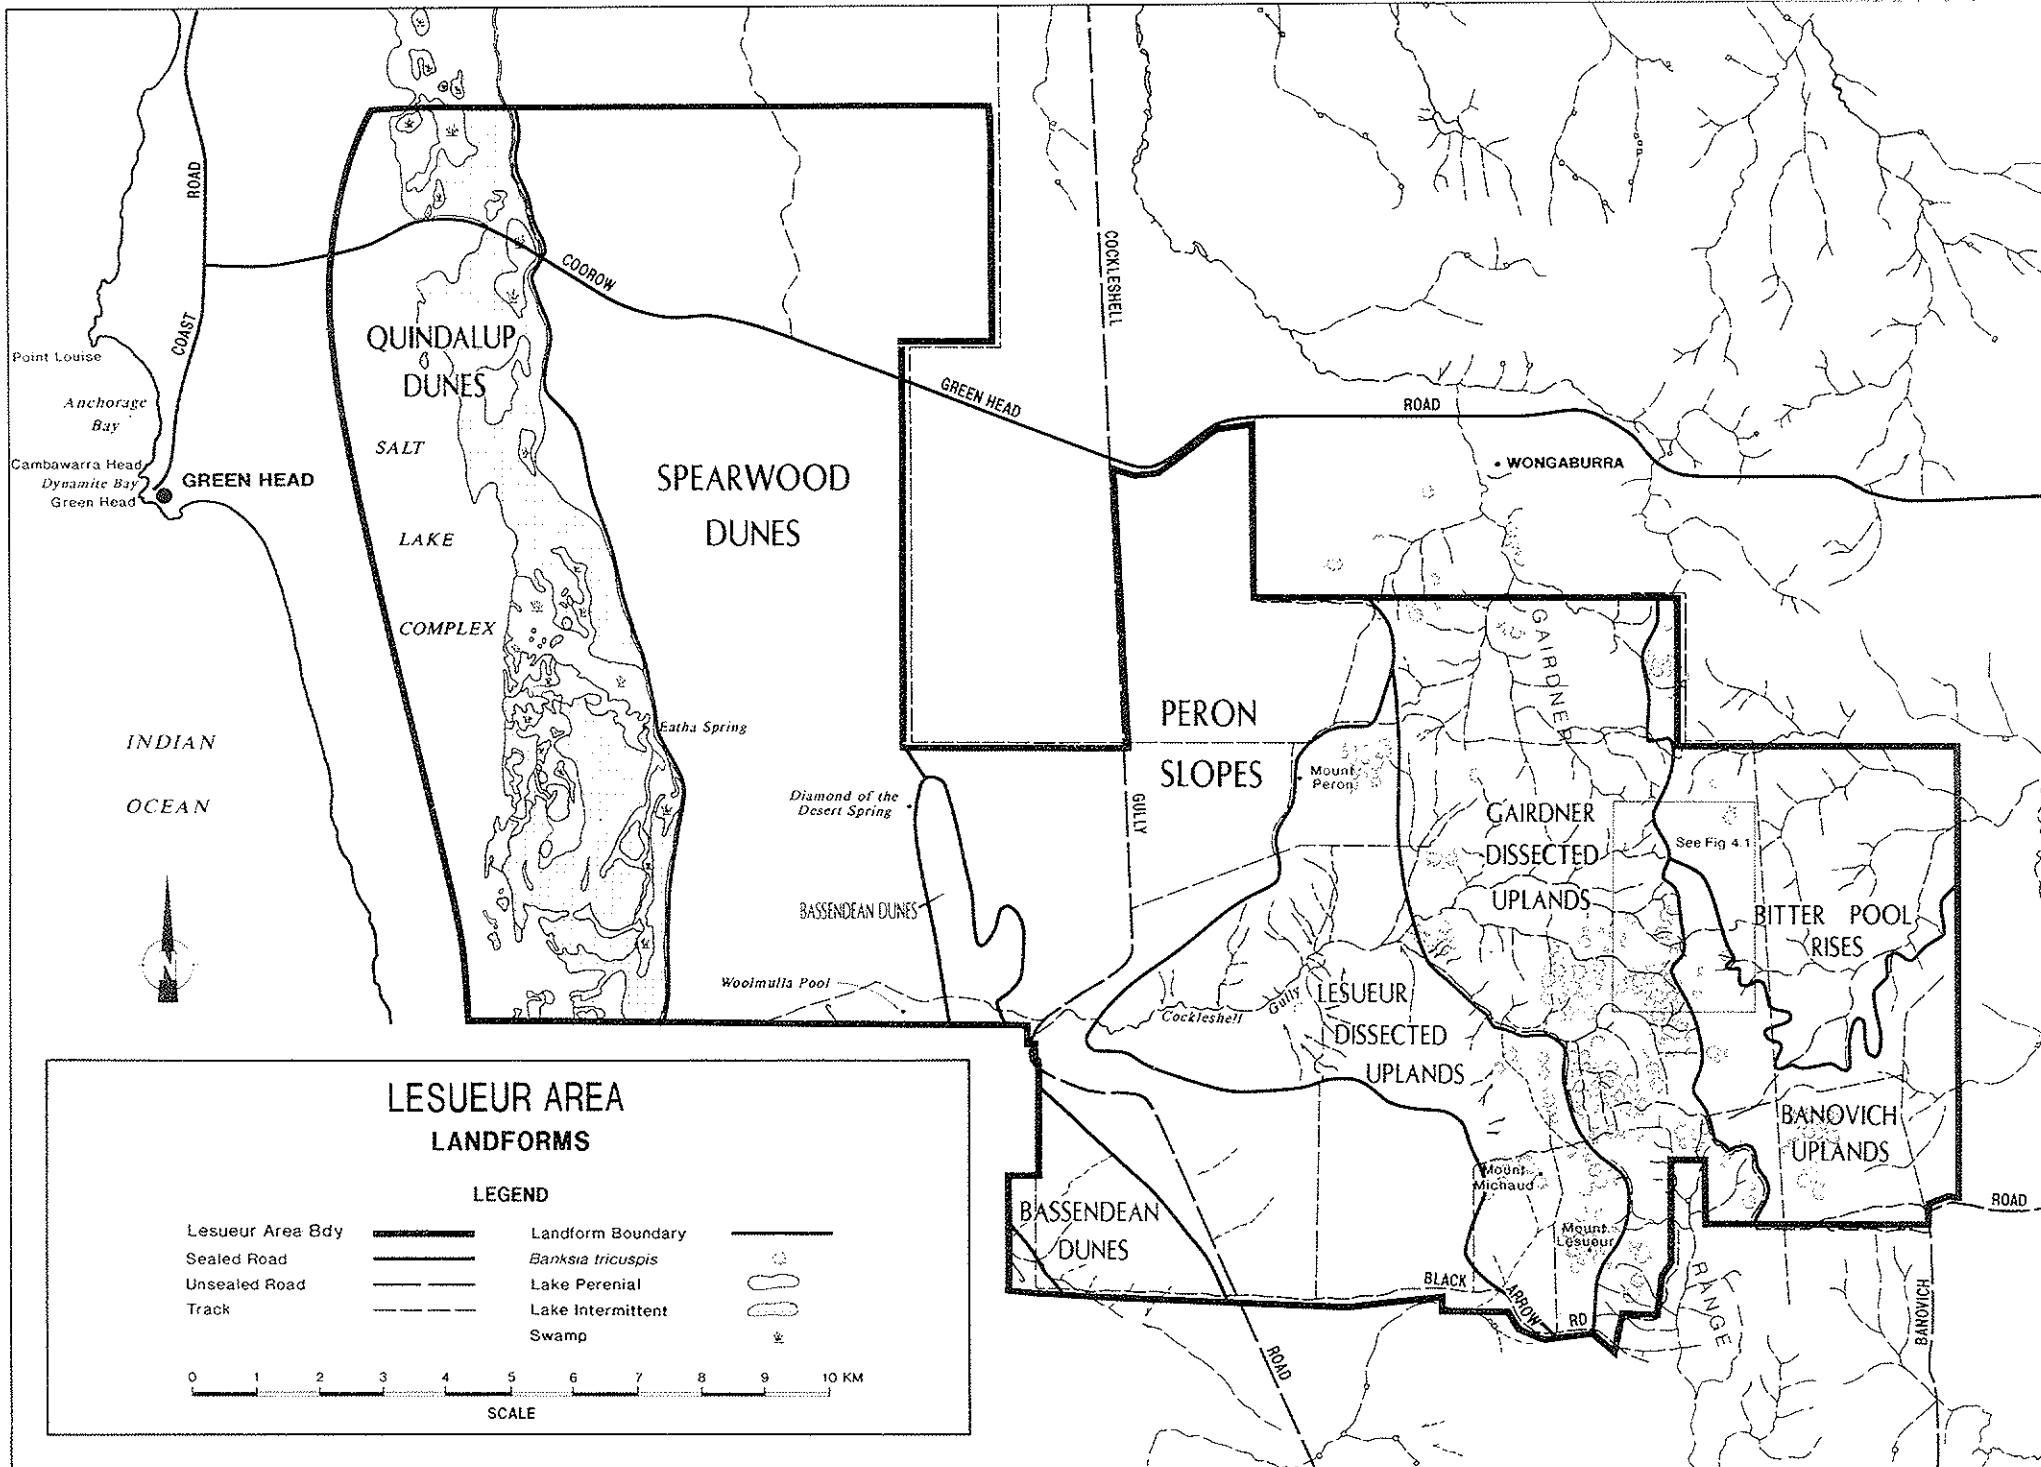 ROAD
COAST
COOROW
GREEN HEAD
ROAD
COCKLESHELL
GULLY
QUINDALUP
DUNES
Point Louise
Anchorage
Bay
SALT
LAKE
COMPLEX
Cambawarra Head
Dynamite Bay
Green Head
GREEN HEAD
SPEARWOOD
DUNES
WONGABURRA
GAIRDNER
RANGE
PERON
SLOPES
Eatha Spring
INDIAN
OCEAN
Mount
Peron
Diamond of the
Desert Spring
GAIRDNER
DISSECTED
UPLANDS
See Fig 4.1
BASSENDEAN DUNES
BITTER POOL
RISES
N
Woolmulla Pool
Cockleshell
Gully
LESUEUR
DISSECTED
UPLANDS
BANOVICH
UPLANDS
Mount
Michaud
Mount
Lesueur
BASSENDEAN
DUNES
BLACK
ARROW
RD
ROAD
ROAD
BANOVICH
LESUEUR AREA
LANDFORMS
LEGEND
Lesueur Area Bdy
Sealed Road
Unsealed Road
Track
Landform Boundary
Banksia tricuspis
Lake Perenial
Lake Intermittent
Swamp
0 1 2 3 4 5 6 7 8 9 10 KM
SCALE